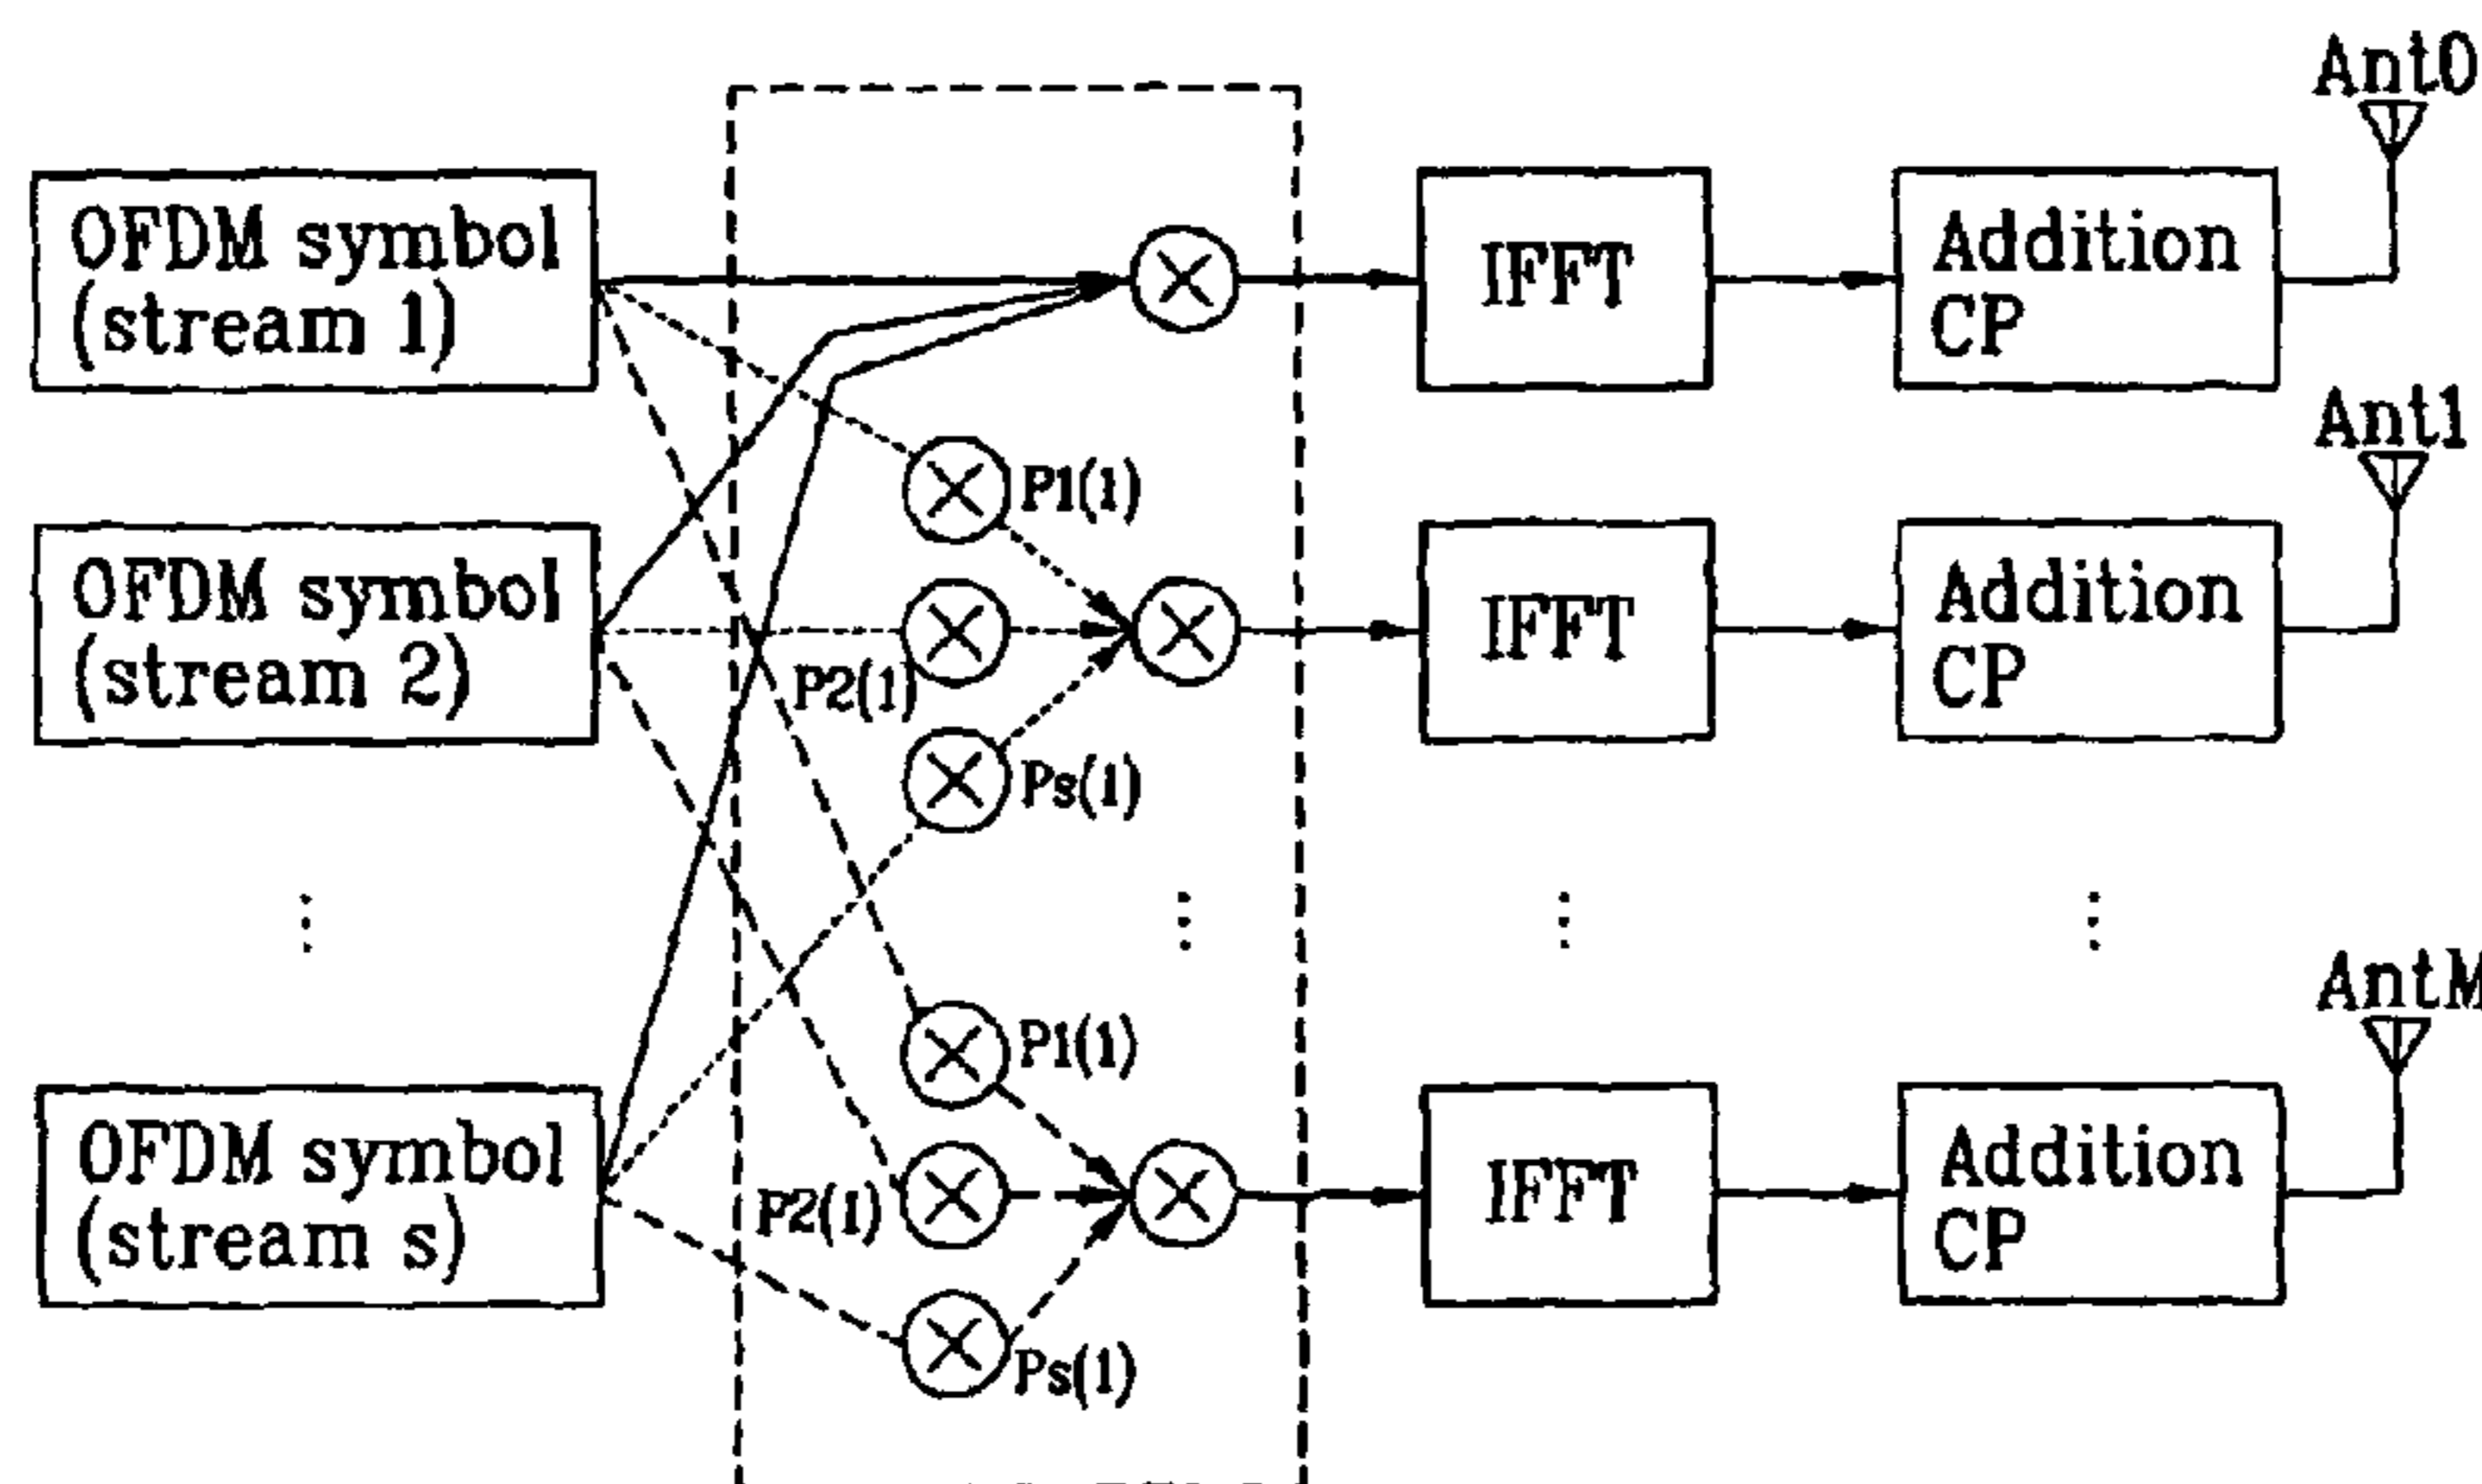 Ant0
OFDM symbol
(stream 1)
IFFT
Addition
CP
Ant1
P1(1)
OFDM symbol
(stream 2)
P2(1)
IFFT
Addition
CP
Ps(1)
AntM
P1(1)
OFDM symbol
(stream s)
P2(1)
IFFT
Addition
CP
Ps(1)